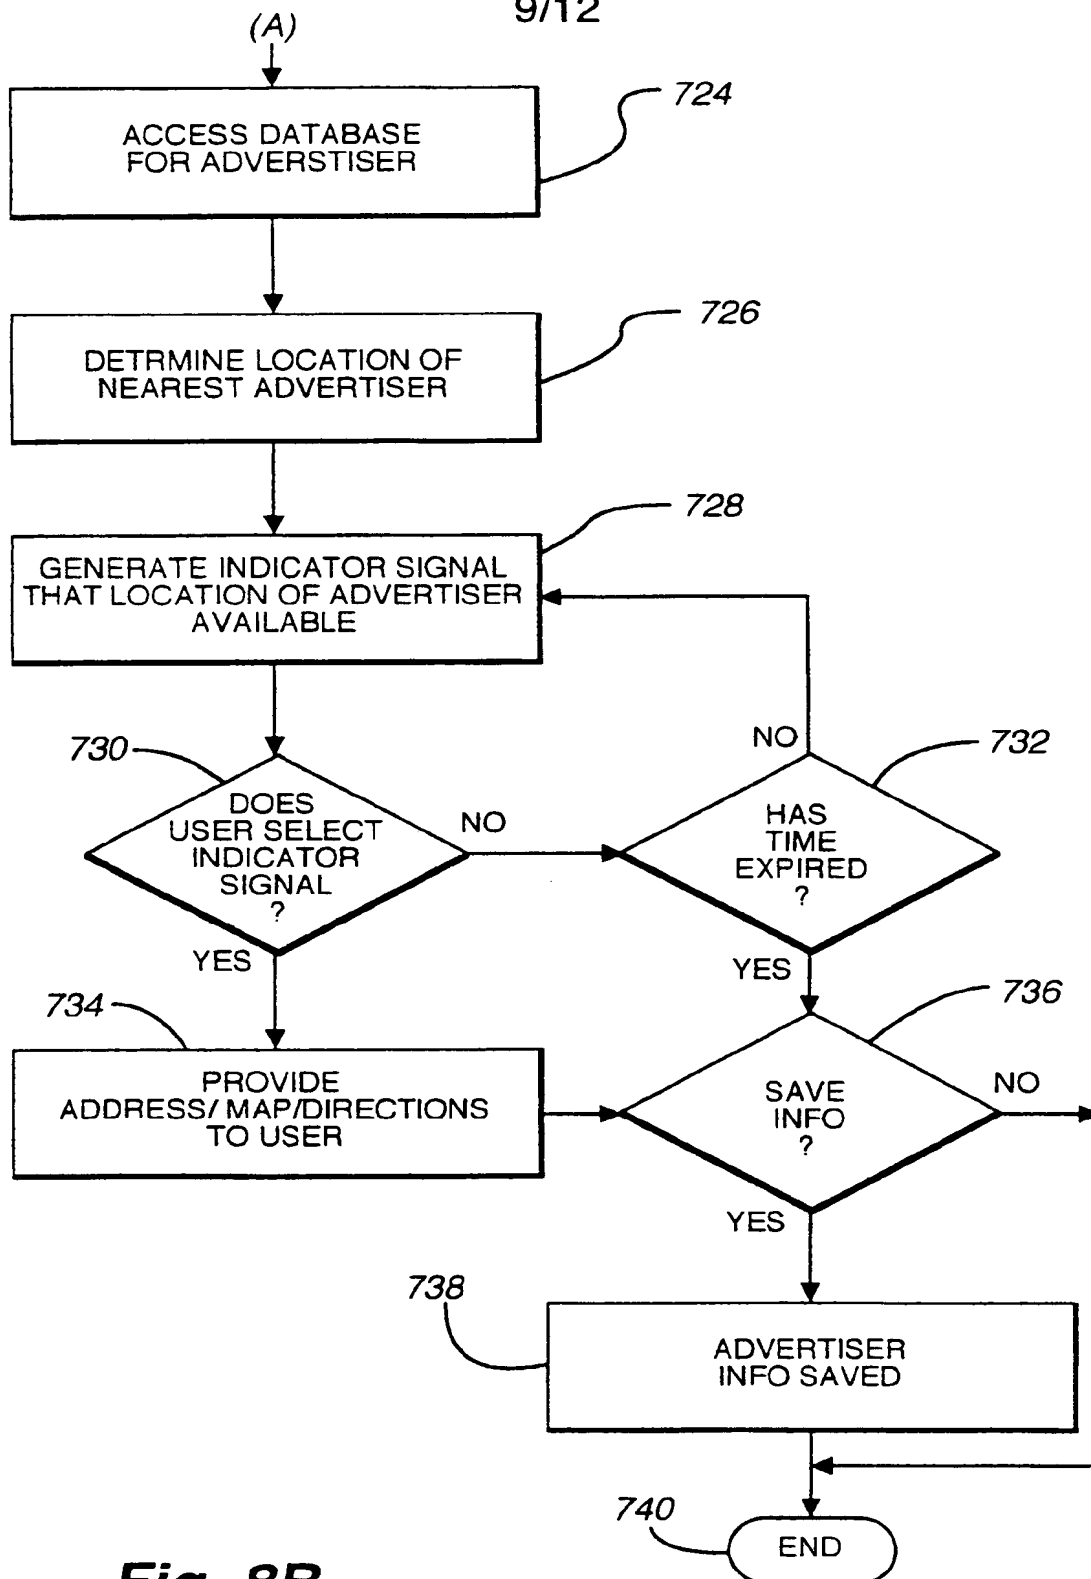 9/12
(A)
ACCESS DATABASE
FOR ADVERSTISER
724
DETRMINE LOCATION OF
NEAREST ADVERTISER
726
GENERATE INDICATOR SIGNAL
THAT LOCATION OF ADVERTISER
AVAILABLE
728
730
DOES
USER SELECT
INDICATOR
SIGNAL
?
NO
YES
NO
732
HAS
TIME
EXPIRED
?
YES
734
PROVIDE
ADDRESS/ MAP/DIRECTIONS
TO USER
736
SAVE
INFO
?
NO
YES
738
ADVERTISER
INFO SAVED
740
END
Fig. 8B